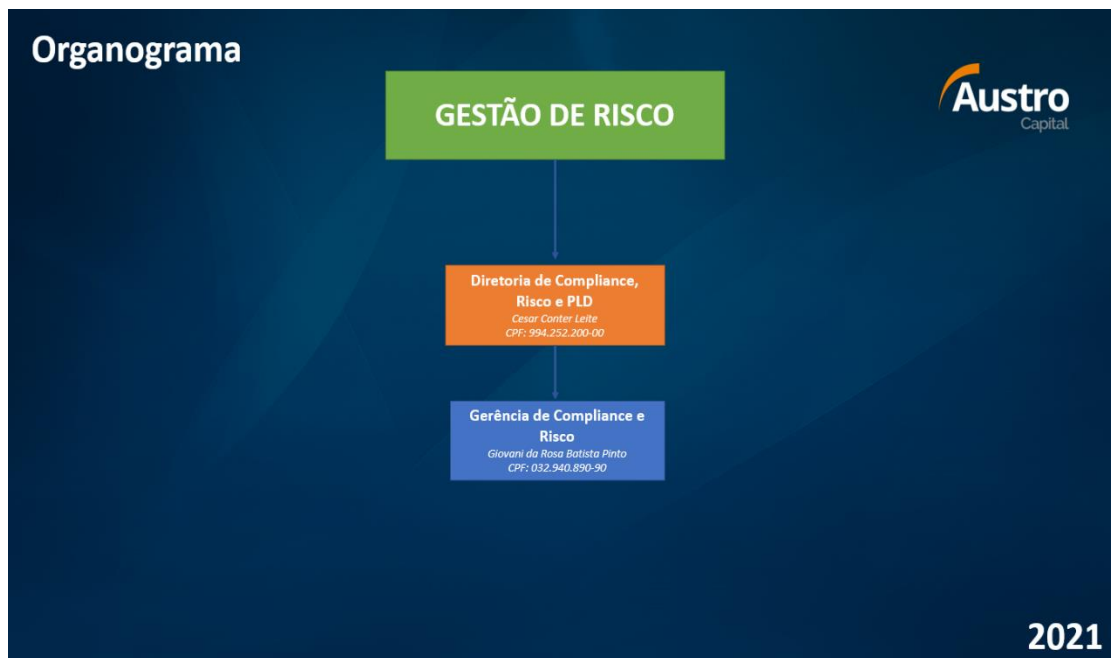 Organograma
GESTÃO DE RISCO
Austro
Capital
Diretoria de Compliance,
Risco e PLD
Cesar Conter Leite
CPF: 994.252.200-00
Gerência de Compliance e
Risco
Giovani da Rosa Batista Pinto
CPF: 032.940.890-90
2021